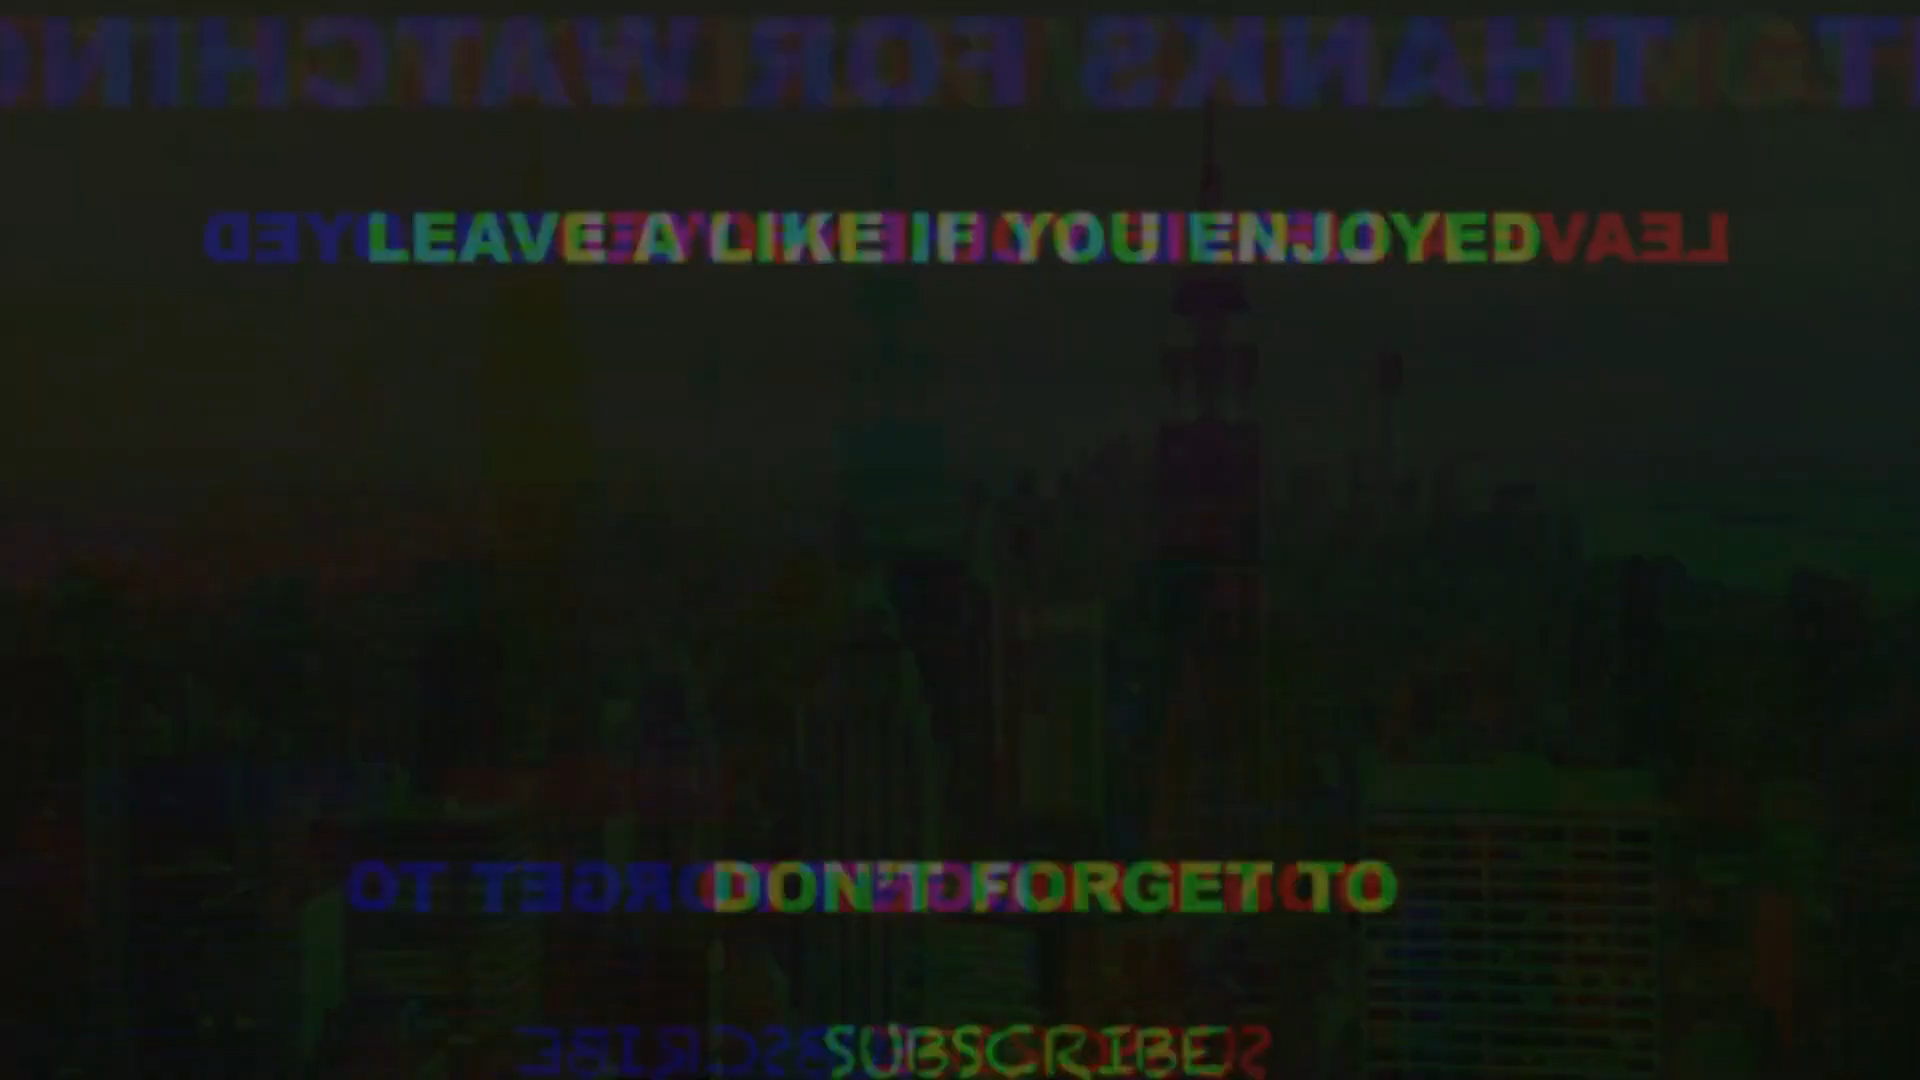 THANKS FOR WATCHING
LEAVE A LIKE IF YOU ENJOYED
DON'T FORGET TO
SUBSCRIBE